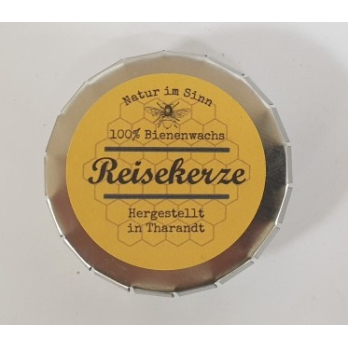 Natur im Sinn
100% Bienenwachs
Reisekerze
Hergestellt
in Tharandt